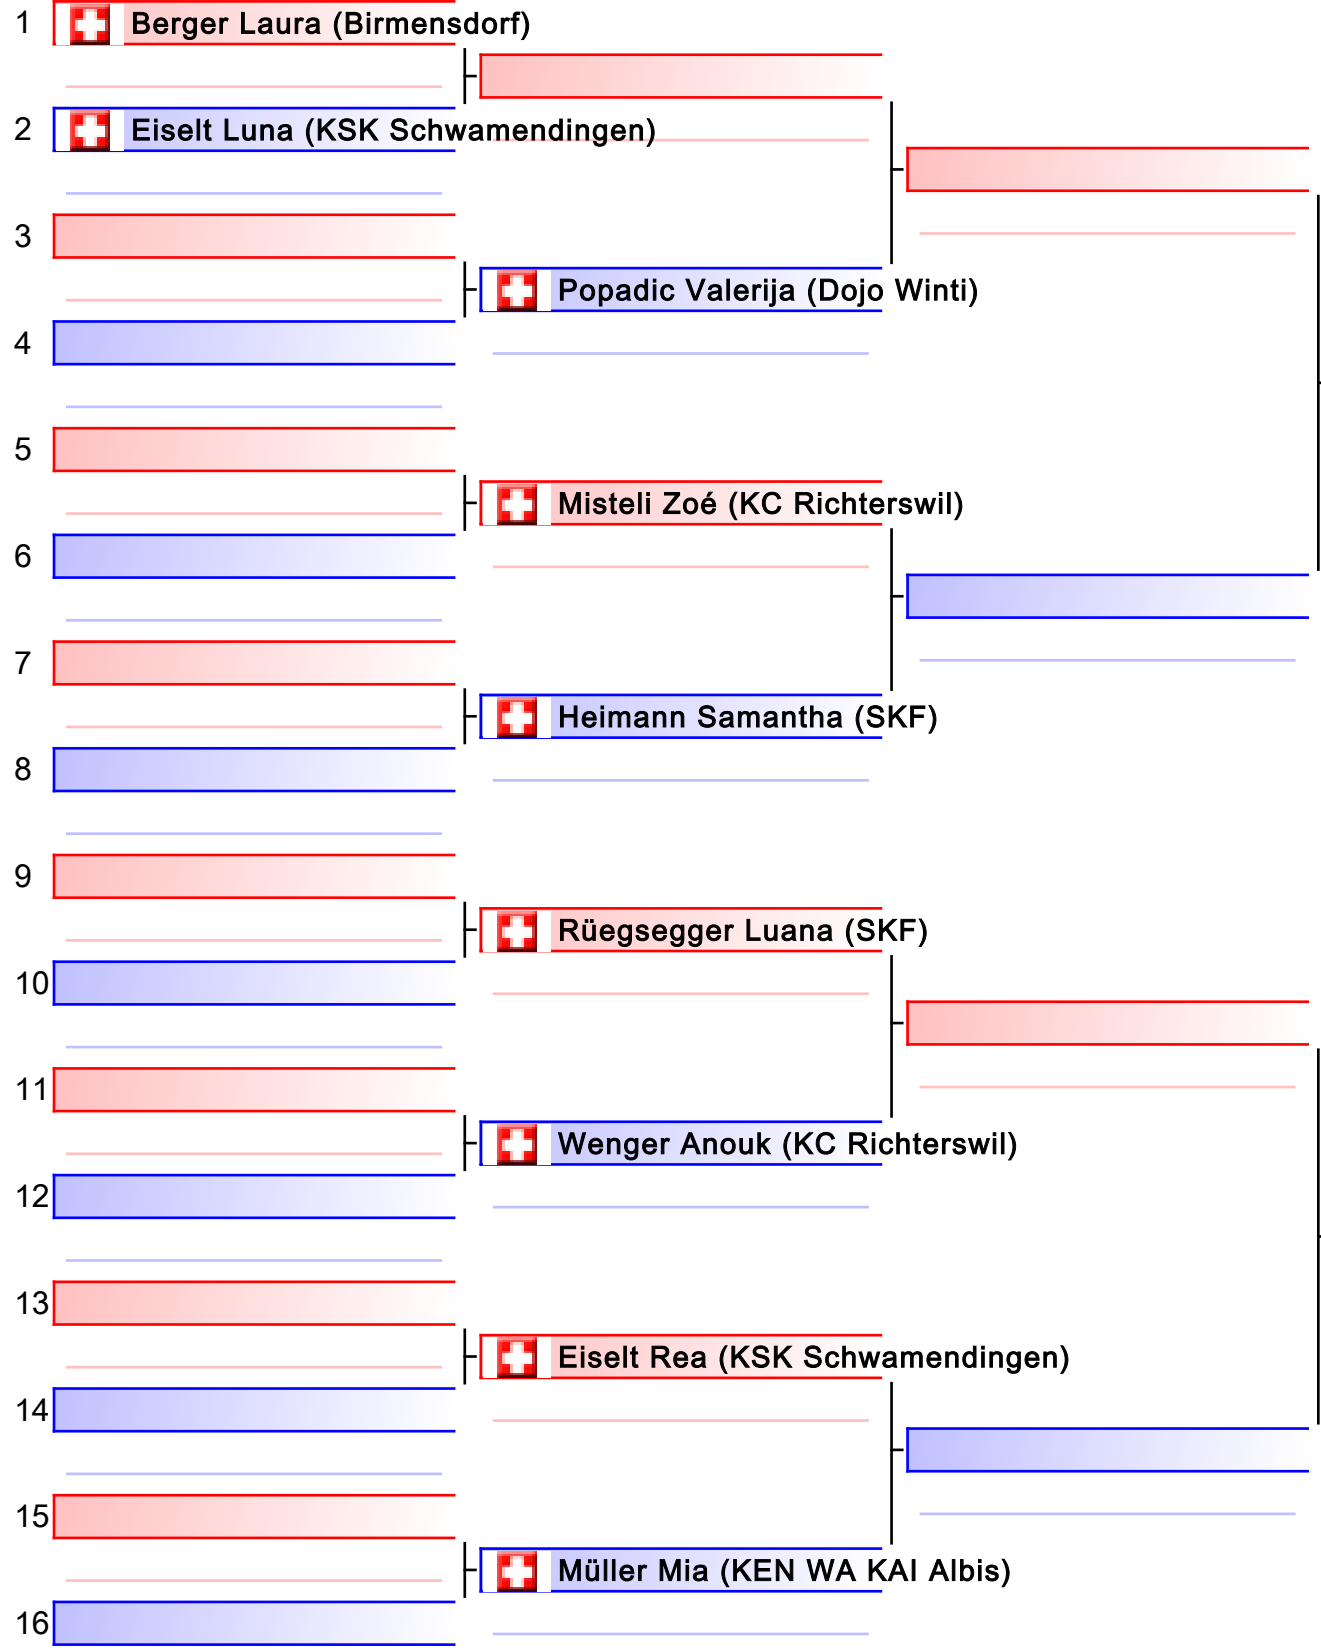 1 Berger Laura (Birmensdorf)
2 Eiselt Luna (KSK Schwamendingen)
3
Popadic Valerija (Dojo Winti)
4
5
Misteli Zoé (KC Richterswil)
6
7
Heimann Samantha (SKF)
8
9
Rüegsegger Luana (SKF)
10
11
Wenger Anouk (KC Richterswil)
12
13
Eiselt Rea (KSK Schwamendingen)
14
15
Müller Mia (KEN WA KAI Albis)
16